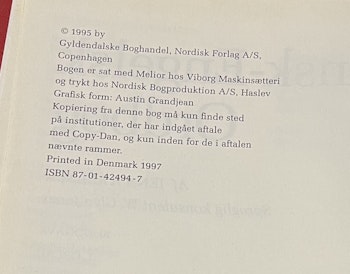 © 1995 by
Gyldendalske Boghandel, Nordisk Forlag A/S,
Copenhagen
Bogen er sat med Melior hos Viborg Maskinsætteri
og trykt hos Nordisk Bogproduktion A/S, Haslev
Grafisk form: Austin Grandjean
Kopiering fra denne bog må kun finde sted
på institutioner, der har indgået aftale
med Copy-Dan, og kun inden for de i aftalen
nævnte rammer.
Printed in Denmark 1997
ISBN 87-01-42494-7